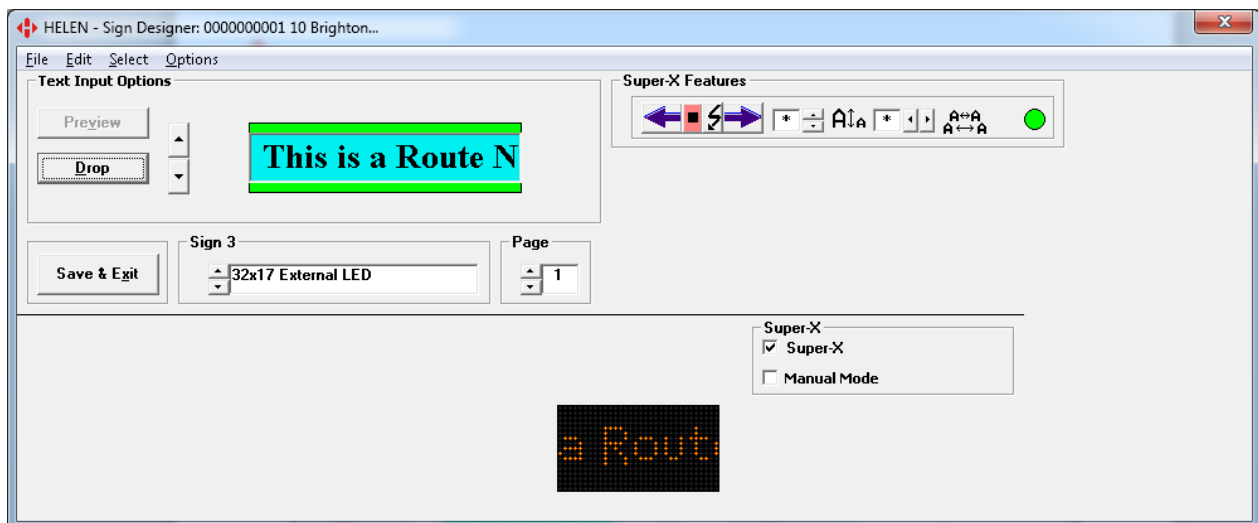 HELEN - Sign Designer: 0000000001 10 Brighton...
File Edit Select Options
Text Input Options
Super-X Features
Preview
Drop
This is a Route N
* A↕A * A↔A
A↔A
Save & Exit
Sign 3
32x17 External LED
Page
1
Super-X
Super-X
Manual Mode
a Rout